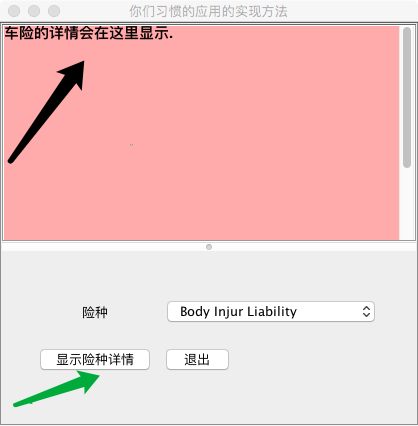 你们习惯的应用的实现方法
车险的详情会在这里显示.
险种
Body Injur Liability
显示险种详情
退出